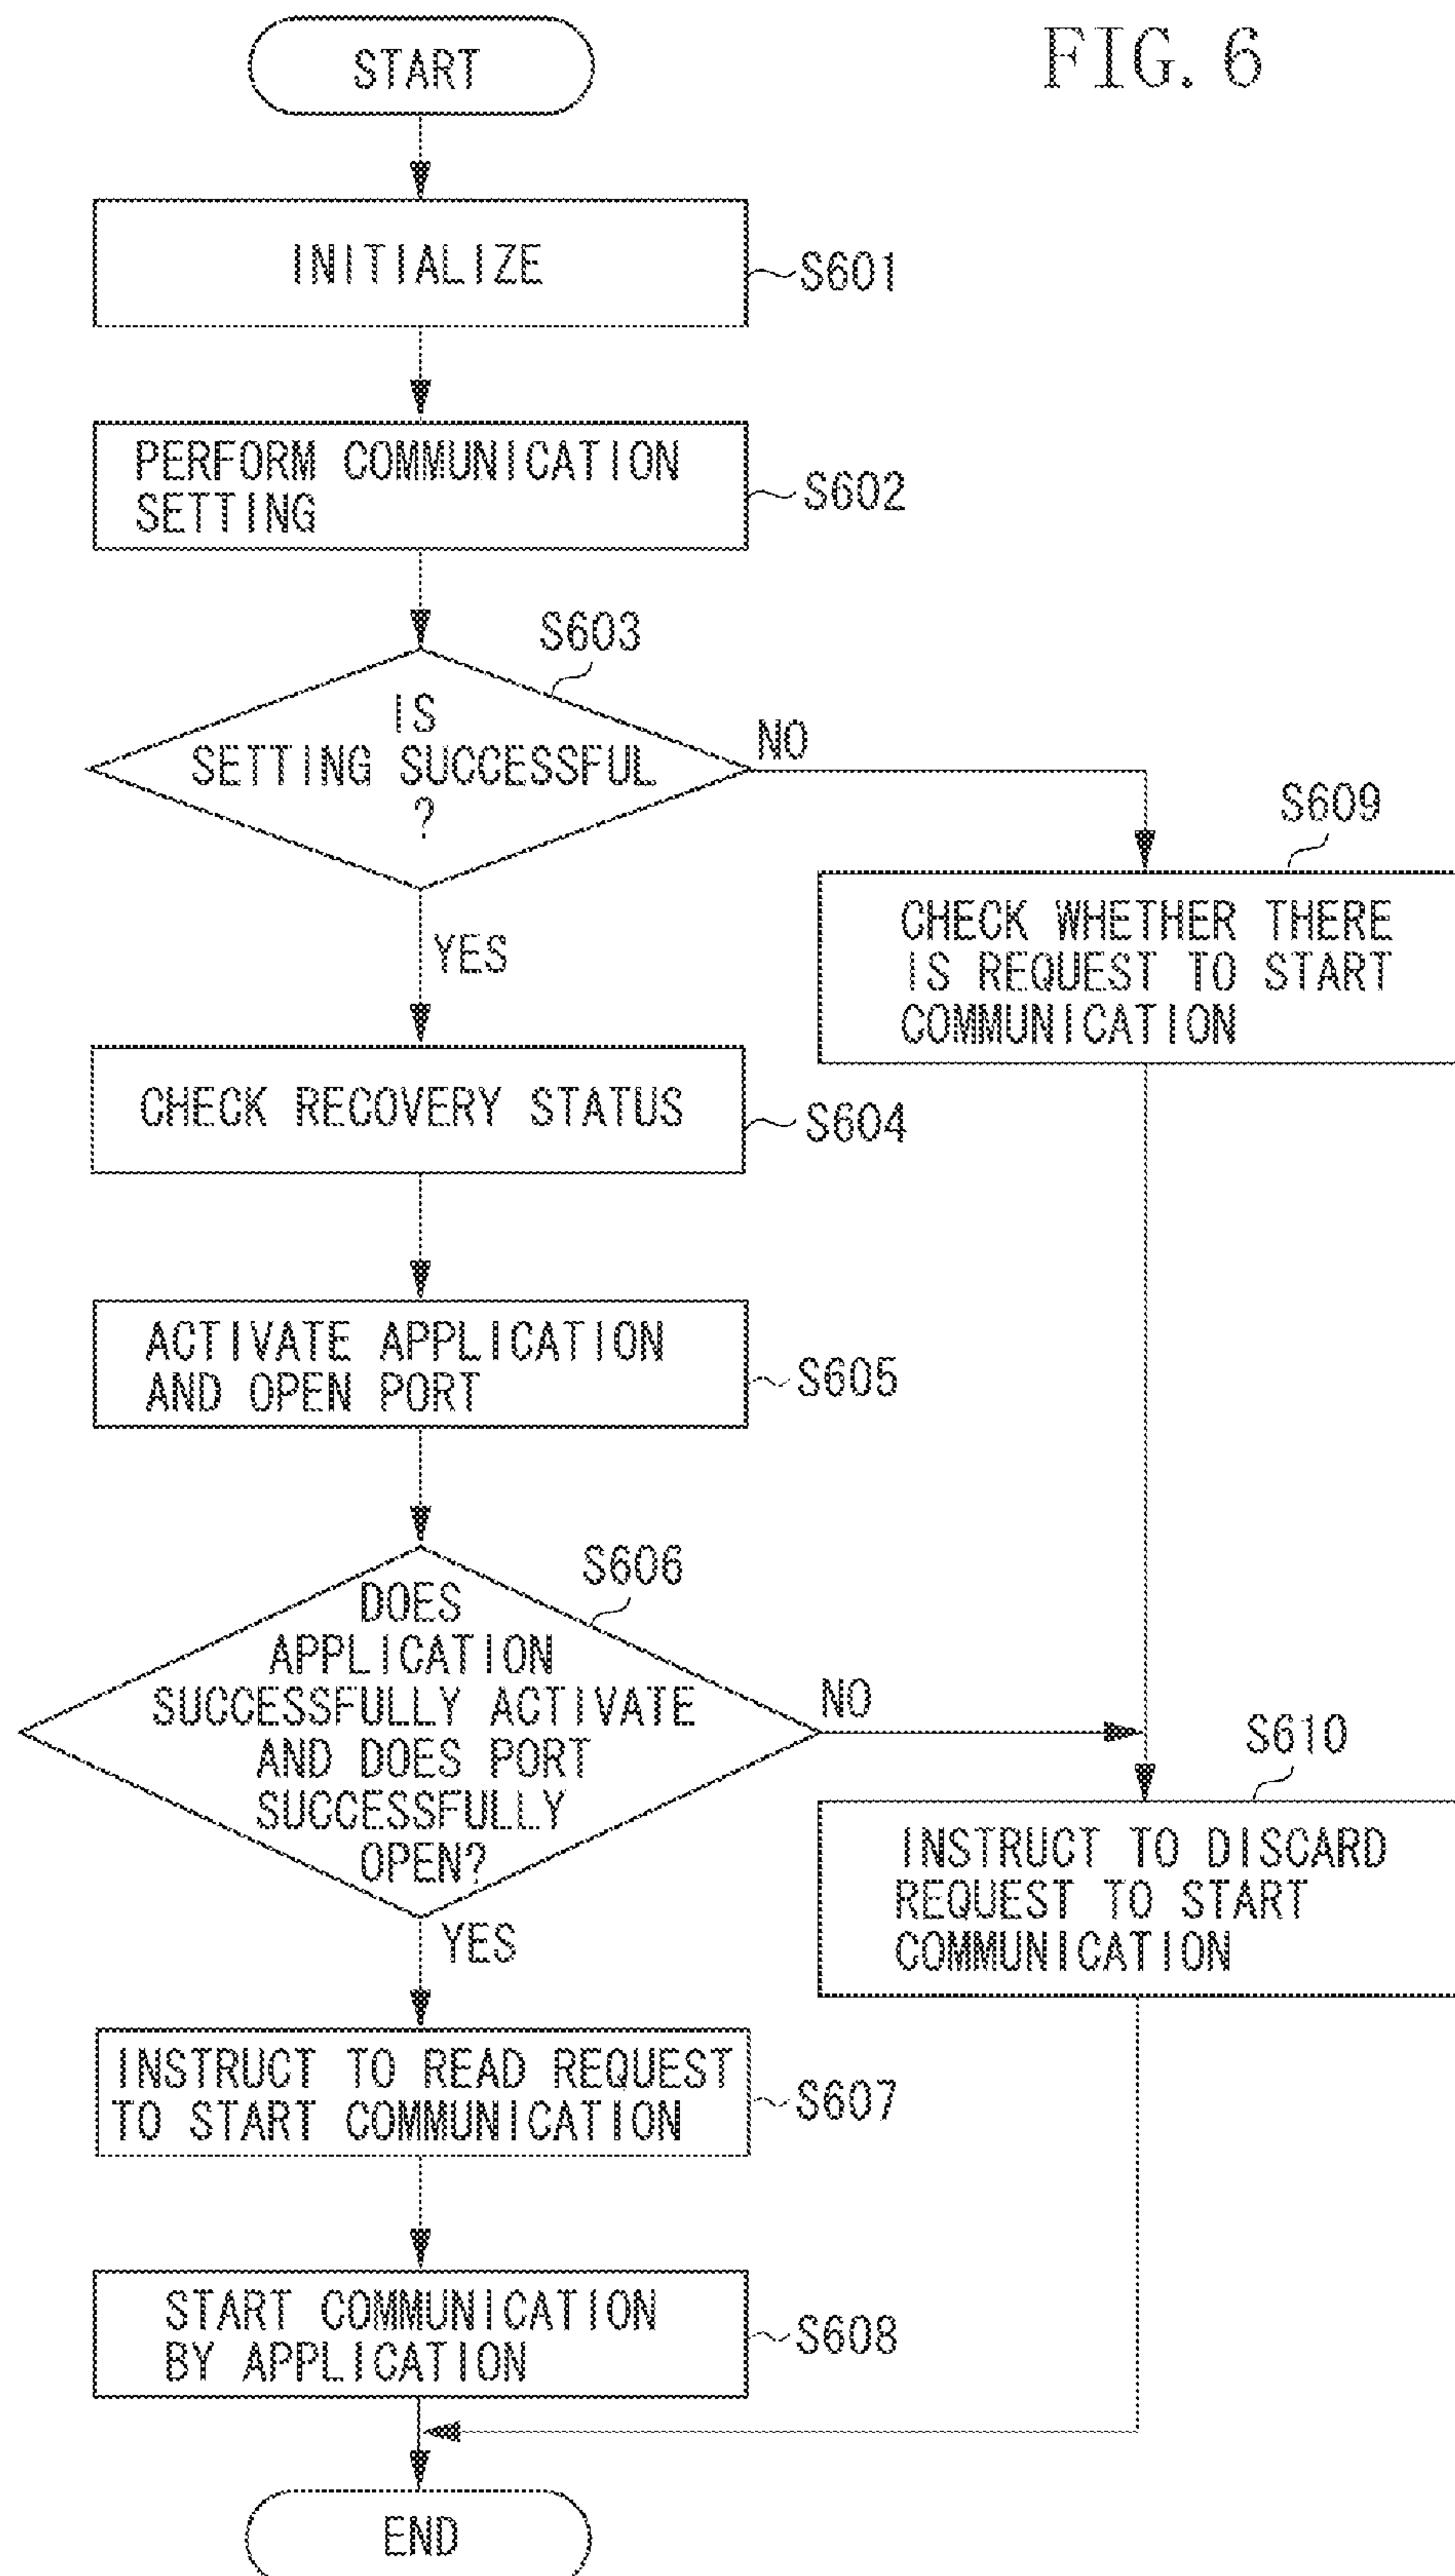 FIG. 6
START
INITIALIZE
S601
PERFORM COMMUNICATION
SETTING
S602
S603
IS
SETTING SUCCESSFUL
?
NO
YES
S609
CHECK WHETHER THERE
IS REQUEST TO START
COMMUNICATION
CHECK RECOVERY STATUS
S604
ACTIVATE APPLICATION
AND OPEN PORT
S605
S606
DOES
APPLICATION
SUCCESSFULLY ACTIVATE
AND DOES PORT
SUCCESSFULLY
OPEN?
NO
YES
S610
INSTRUCT TO DISCARD
REQUEST TO START
COMMUNICATION
INSTRUCT TO READ REQUEST
TO START COMMUNICATION
S607
START COMMUNICATION
BY APPLICATION
S608
END